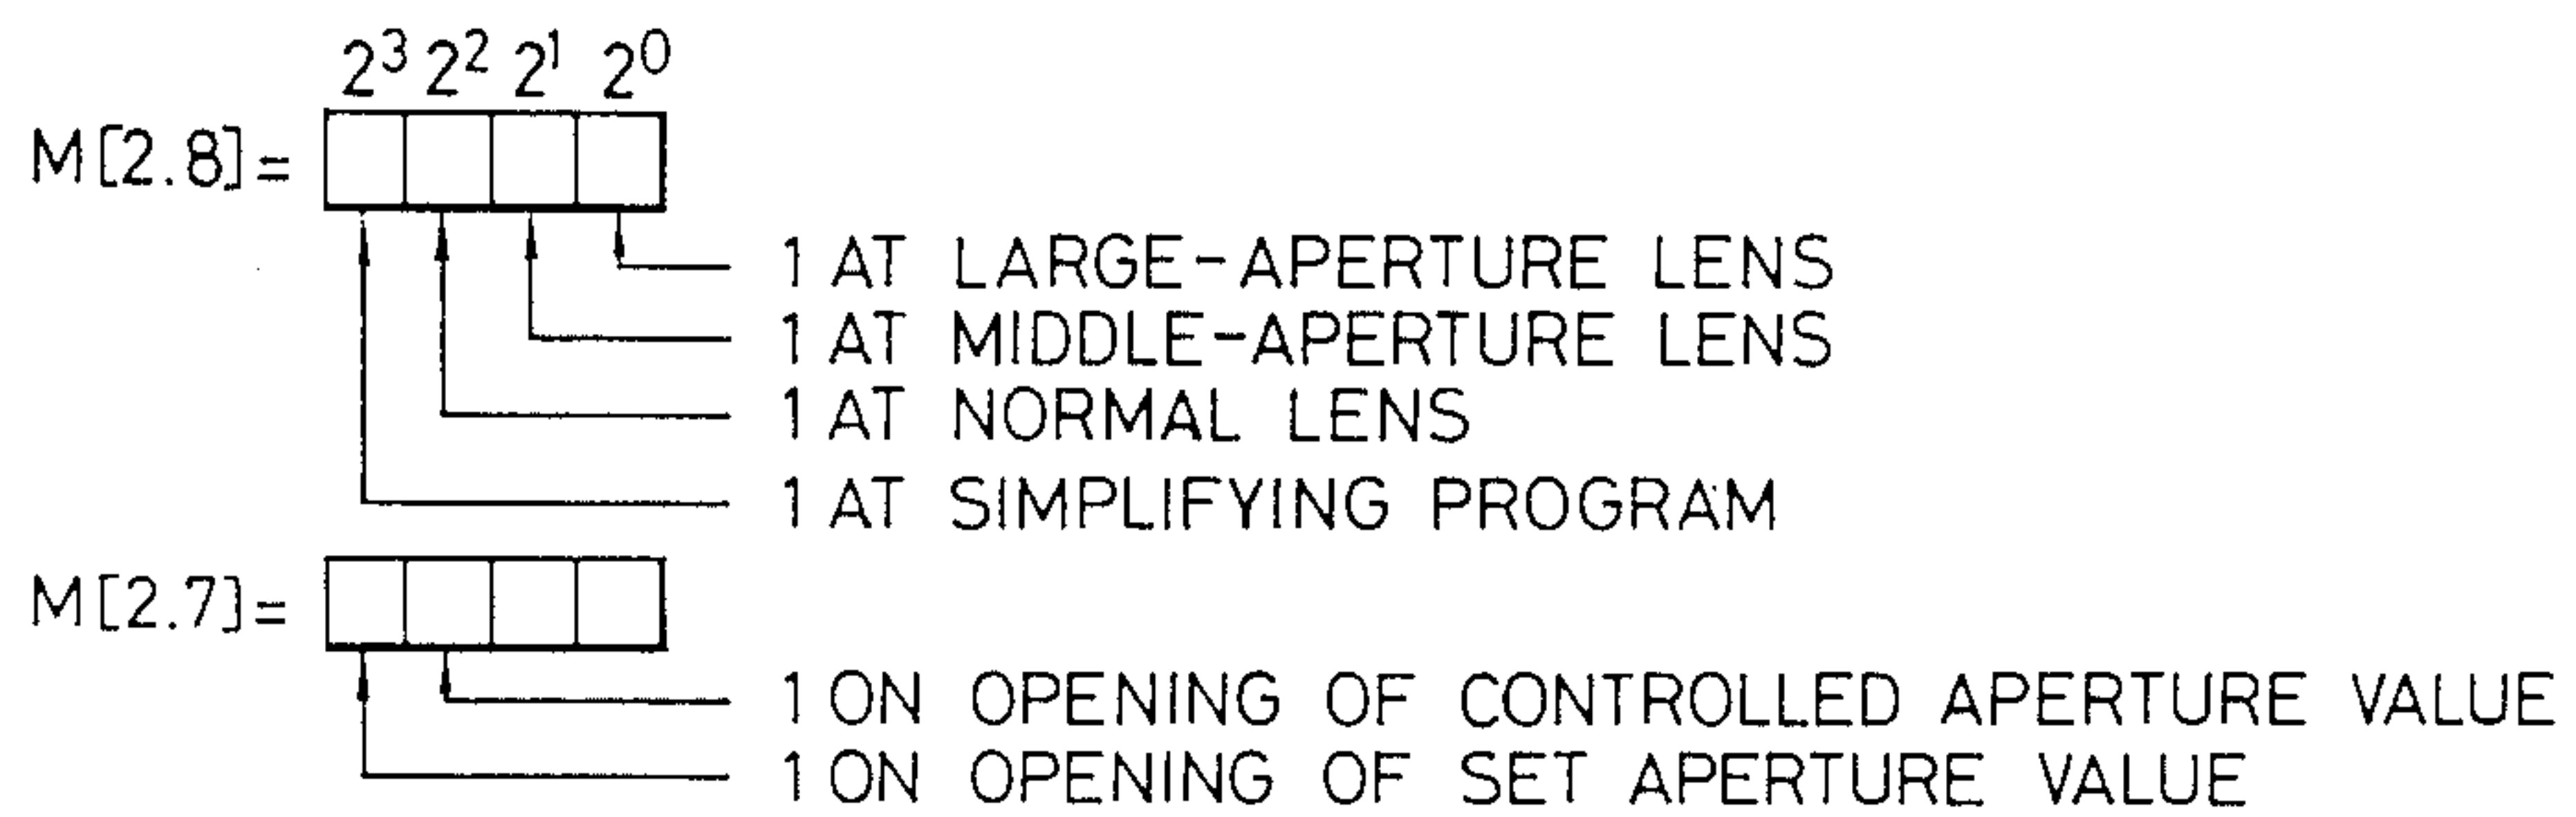 2³ 2² 2¹ 2⁰
M[2.8]=
1 AT LARGE-APERTURE LENS
1 AT MIDDLE-APERTURE LENS
1 AT NORMAL LENS
1 AT SIMPLIFYING PROGRAM
M[2.7]=
1 ON OPENING OF CONTROLLED APERTURE VALUE
1 ON OPENING OF SET APERTURE VALUE